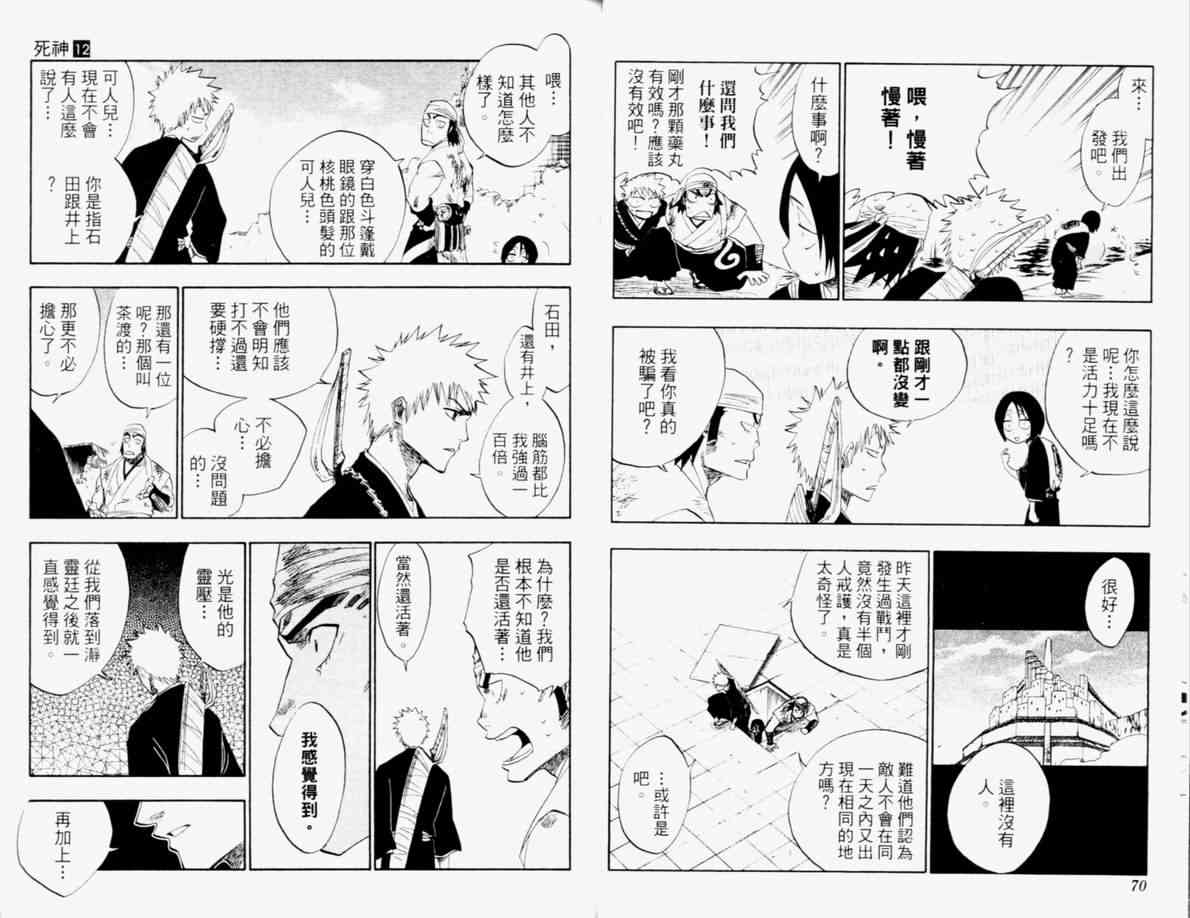 來…
我們出
發吧。
喂，慢著
慢著！
什麼事啊？
還問我們
什麼事！
剛才那顆藥丸
有效嗎？應該
沒有效吧！
你怎麼這麼說
呢…我現在不
是活力十足嗎
？
跟剛才一
點都沒變
啊。
我看你真的
被騙了吧？
很好…
這裡沒有
人。
昨天這裡才剛
發生過戰鬥，
竟然沒有半個
人戒護，真是
太奇怪了。
難道他們認為
敵人不會在同
一天之內又出
現在相同的地
方嗎？
…或許是
吧。
70
死神 12
喂…
其他人不
知道怎麼
樣了。
穿白色斗篷戴
眼鏡的跟那位
核桃色頭髮的
可人兒…
可人兒…
現在不會
有人這麼
說了…
你是指石
田跟井上
？
石田，
還有井上，
腦筋都比
我強過一
百倍。
他們應該
不會明知
打不過還
要硬撐…
不必擔
心…
沒問題
的…
那還有一位
呢？那個叫
茶渡的…
那更不必
擔心了。
為什麼？我們
根本不知道他
是否還活著…
當然還活著。
我感覺得到。
光是他的
靈壓…
從我們落到瀞
靈廷之後就一
直感覺得到。
再加上…